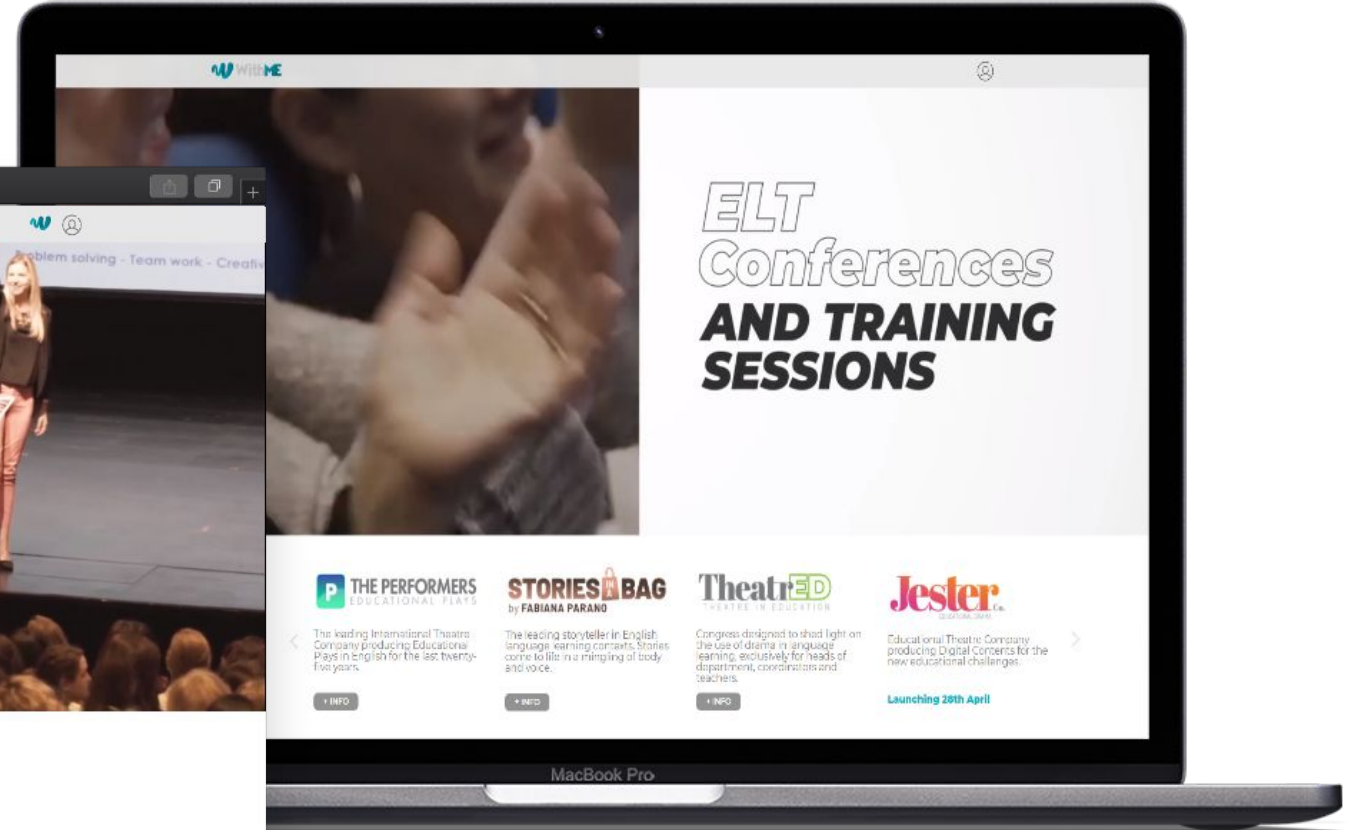 WithME
ELT
Conferences
AND TRAINING
SESSIONS
Problem solving - Team work - Creativ
P THE PERFORMERS
EDUCATIONAL PLAYS
The leading International Theatre
Company producing Educational
Plays in English for the last twenty-
five years.
+ INFO
STORIES IN A BAG
by FABIANA PARANO
The leading storyteller in English
language learning contexts. Stories
come to life in a mingling of body
and voice.
+ INFO
TheatrED
THEATRE IN EDUCATION
Congress designed to shed light on
the use of drama in language
learning, exclusively for heads of
department, coordinators and
teachers.
+ INFO
Jester Co.
Educational Theatre Company
producing Digital Contents for the
new educational challenges.
Launching 28th April
MacBook Pro